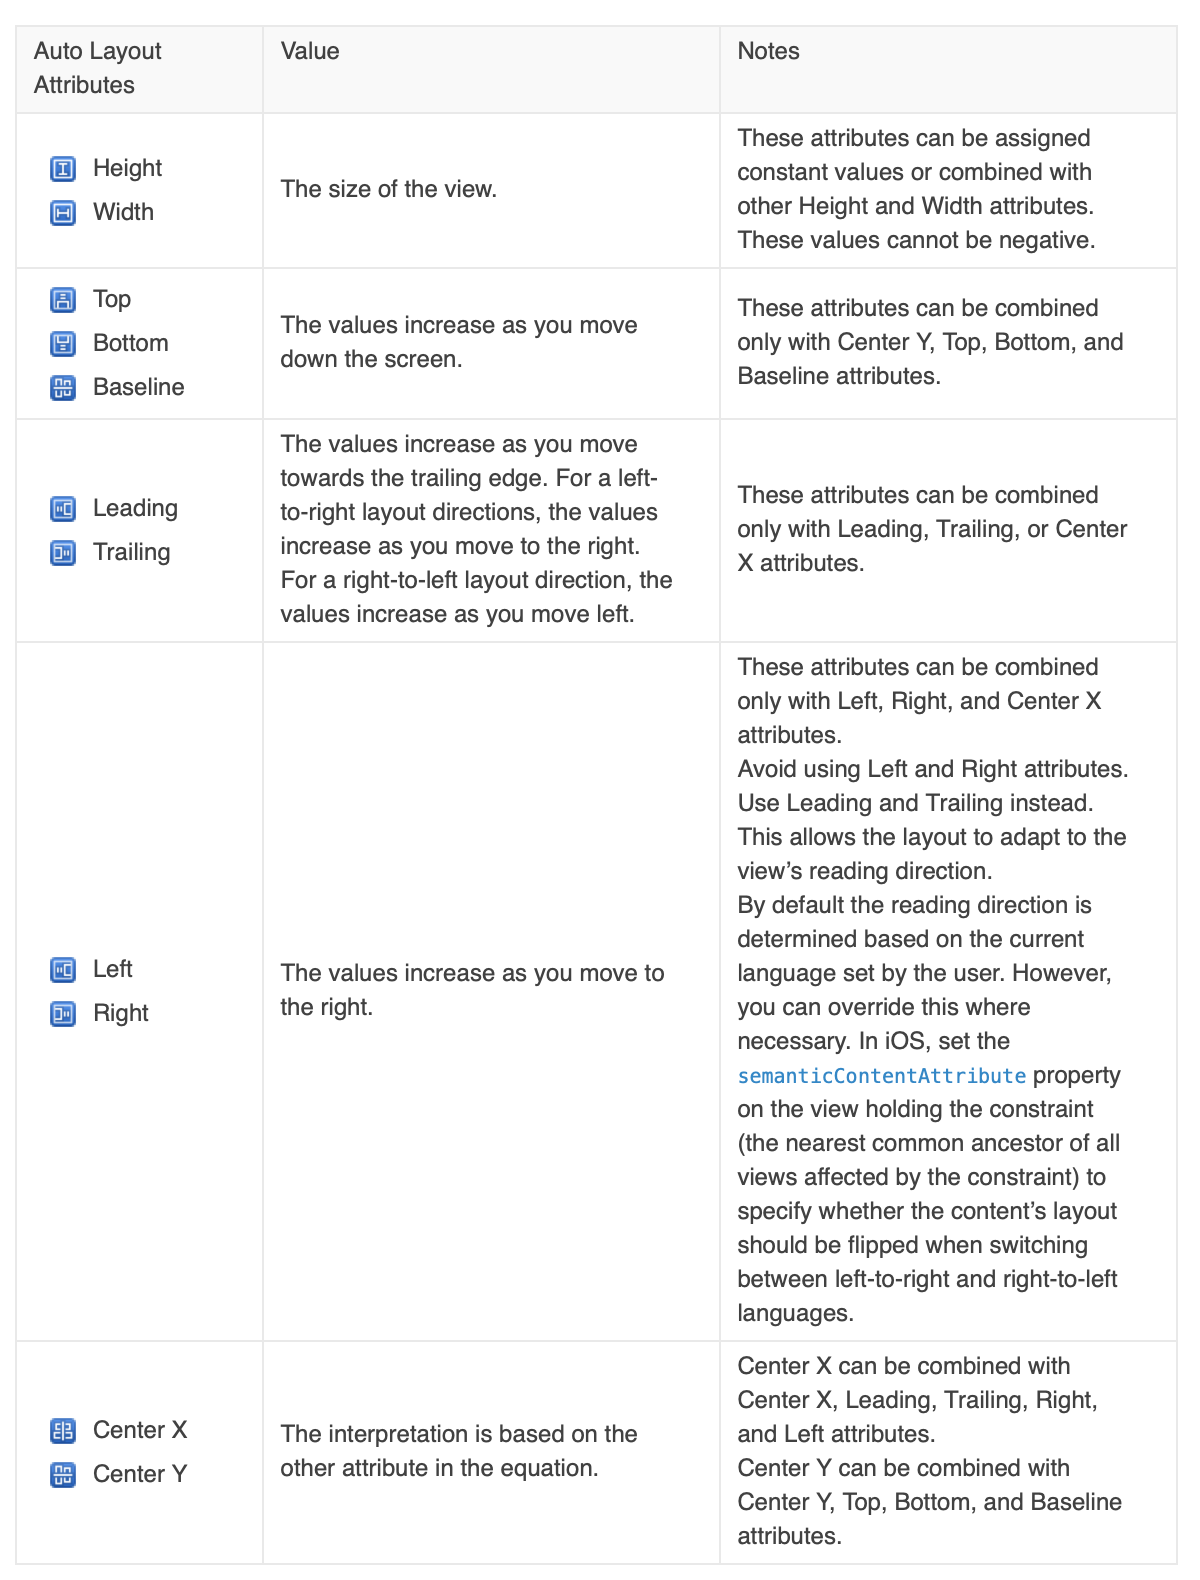 Auto Layout
Attributes
Value
Notes
Height
Width
The size of the view.
These attributes can be assigned
constant values or combined with
other Height and Width attributes.
These values cannot be negative.
Top
Bottom
Baseline
The values increase as you move
down the screen.
These attributes can be combined
only with Center Y, Top, Bottom, and
Baseline attributes.
Leading
Trailing
The values increase as you move
towards the trailing edge. For a left-
to-right layout directions, the values
increase as you move to the right.
For a right-to-left layout direction, the
values increase as you move left.
These attributes can be combined
only with Leading, Trailing, or Center
X attributes.
Left
Right
The values increase as you move to
the right.
These attributes can be combined
only with Left, Right, and Center X
attributes.
Avoid using Left and Right attributes.
Use Leading and Trailing instead.
This allows the layout to adapt to the
view’s reading direction.
By default the reading direction is
determined based on the current
language set by the user. However,
you can override this where
necessary. In iOS, set the
semanticContentAttribute property
on the view holding the constraint
(the nearest common ancestor of all
views affected by the constraint) to
specify whether the content’s layout
should be flipped when switching
between left-to-right and right-to-left
languages.
Center X
Center Y
The interpretation is based on the
other attribute in the equation.
Center X can be combined with
Center X, Leading, Trailing, Right,
and Left attributes.
Center Y can be combined with
Center Y, Top, Bottom, and Baseline
attributes.